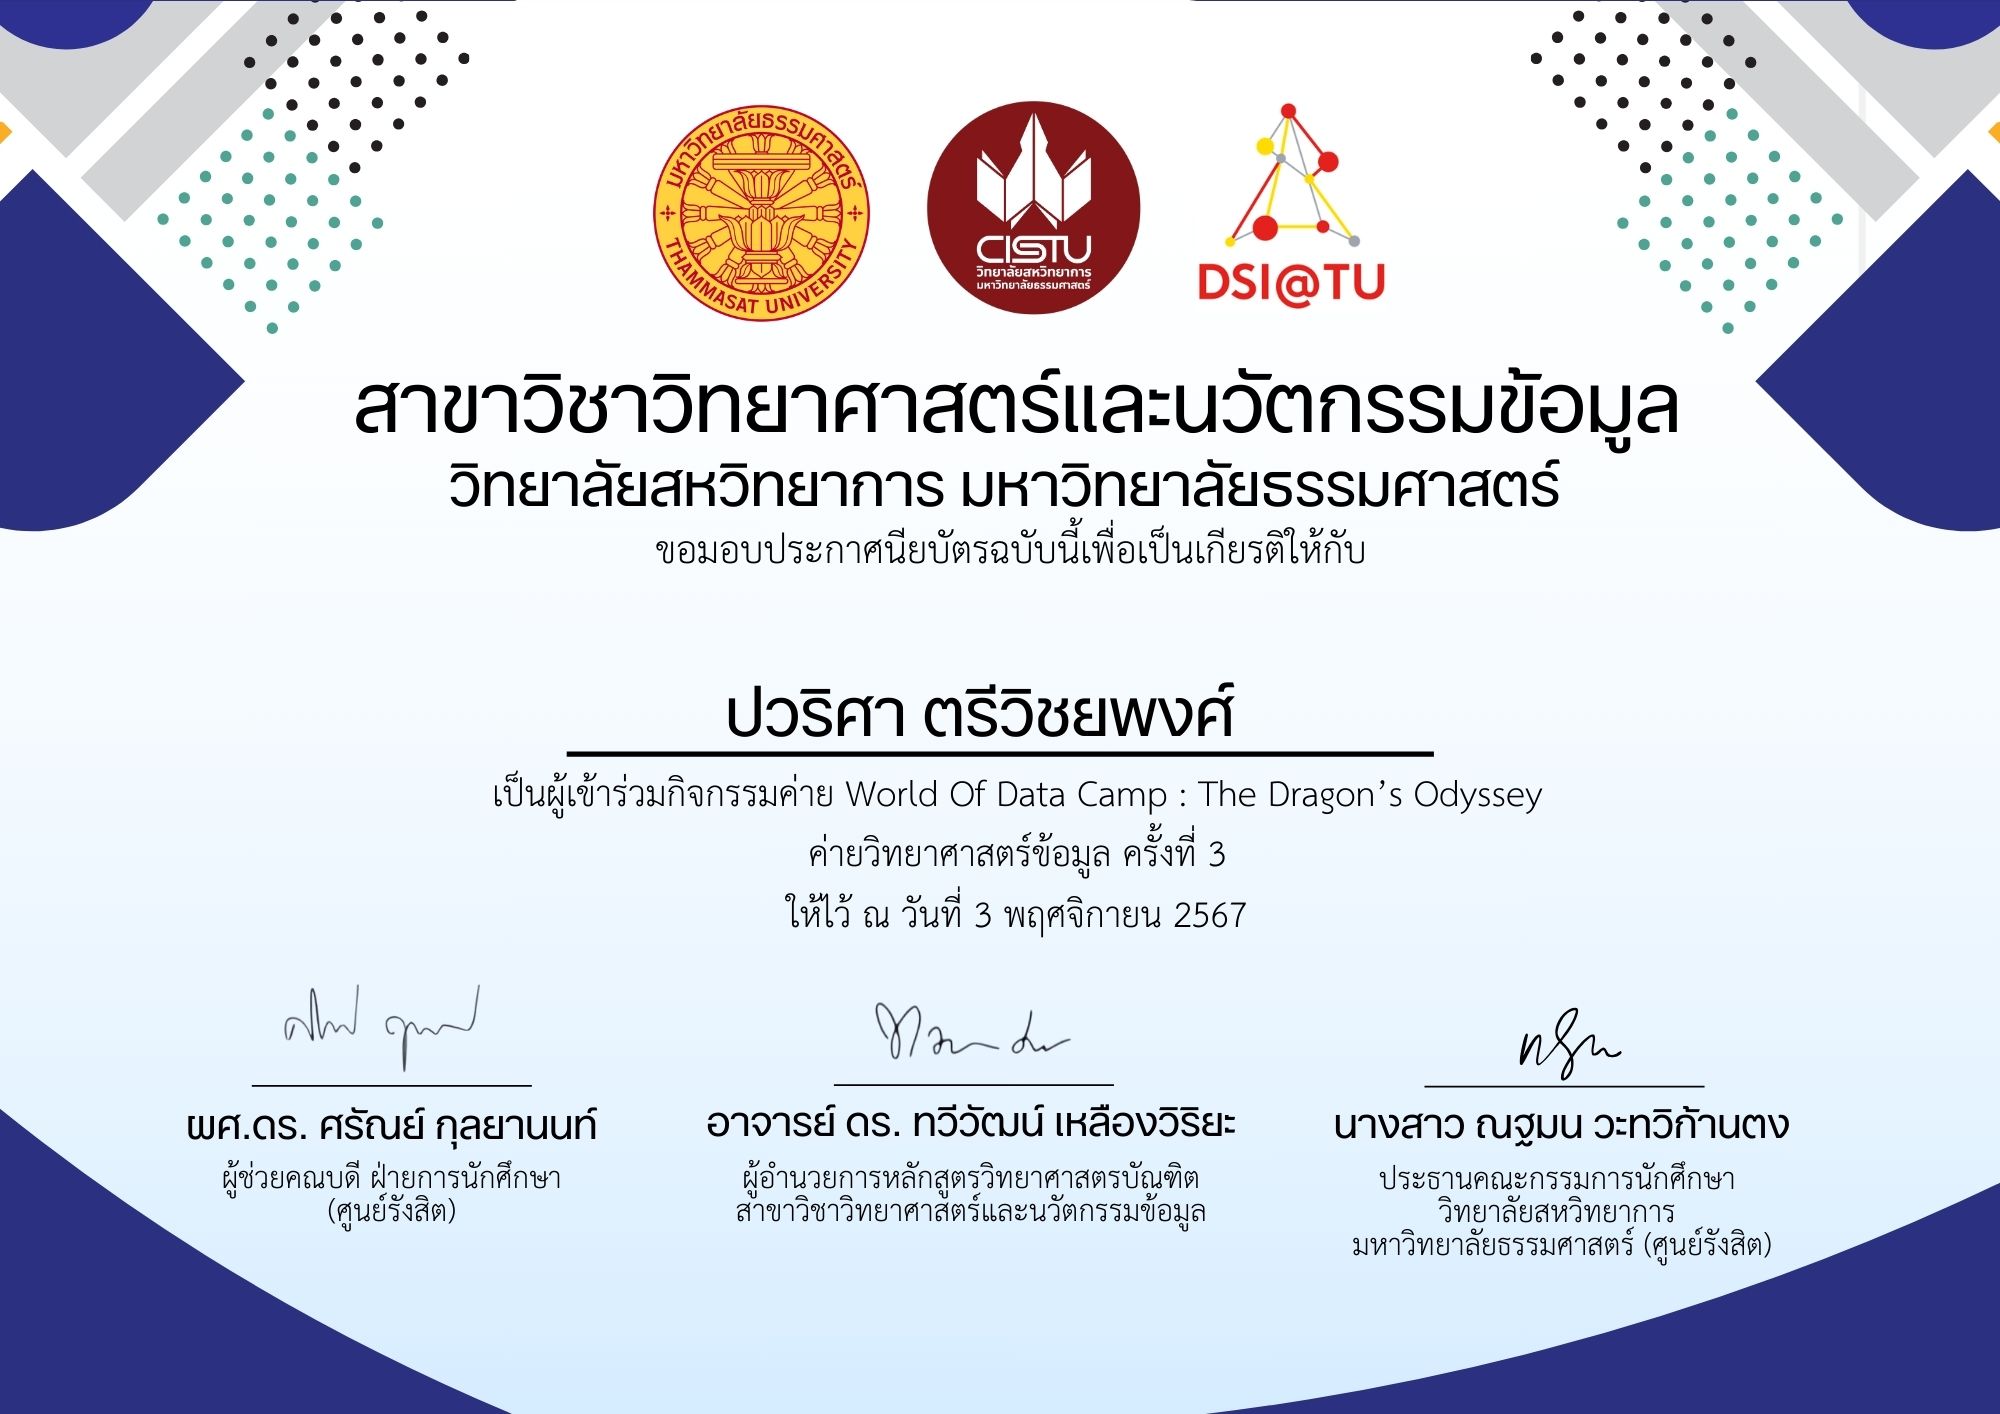 มหาวิทยาลัยธรรมศาสตร์
THAMMASAT UNIVERSITY
CISTU
วิทยาลัยสหวิทยาการ
มหาวิทยาลัยธรรมศาสตร์
DSI@TU
สาขาวิชาวิทยาศาสตร์และนวัตกรรมข้อมูล
วิทยาลัยสหวิทยาการ มหาวิทยาลัยธรรมศาสตร์
ขอมอบประกาศนียบัตรฉบับนี้เพื่อเป็นเกียรติให้กับ
ปวริศา ตรีวิชยพงศ์
เป็นผู้เข้าร่วมกิจกรรมค่าย World Of Data Camp : The Dragon’s Odyssey
ค่ายวิทยาศาสตร์ข้อมูล ครั้งที่ 3
ให้ไว้ ณ วันที่ 3 พฤศจิกายน 2567
ผศ.ดร. ศรัณย์ กุลยานนท์
ผู้ช่วยคณบดี ฝ่ายการนักศึกษา
(ศูนย์รังสิต)
อาจารย์ ดร. ทวีวัฒน์ เหลืองวิริยะ
ผู้อำนวยการหลักสูตรวิทยาศาสตรบัณฑิต
สาขาวิชาวิทยาศาสตร์และนวัตกรรมข้อมูล
นางสาว ณฐมน วะทวิก้านตง
ประธานคณะกรรมการนักศึกษา
วิทยาลัยสหวิทยาการ
มหาวิทยาลัยธรรมศาสตร์ (ศูนย์รังสิต)